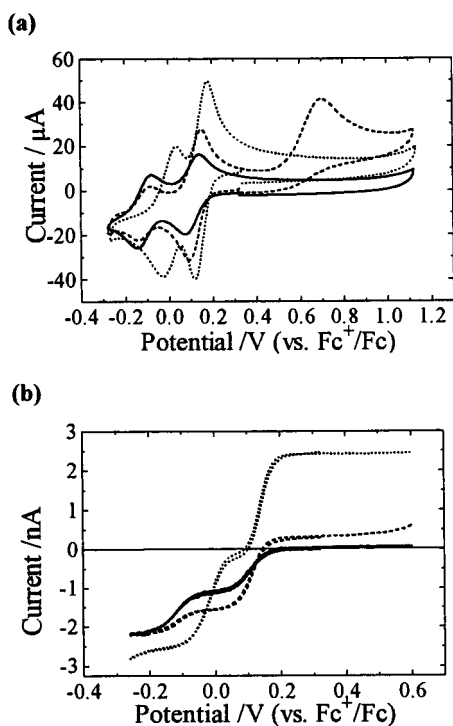 (a)
60
40
20
0
-20
-40
Current / μA
-0.4 -0.2 0.0 0.2 0.4 0.6 0.8 1.0 1.2
Potential /V (vs. Fc⁺/Fc)
(b)
3
2
1
0
-1
-2
-3
Current /nA
-0.4 -0.2 0.0 0.2 0.4 0.6
Potential /V (vs. Fc⁺/Fc)